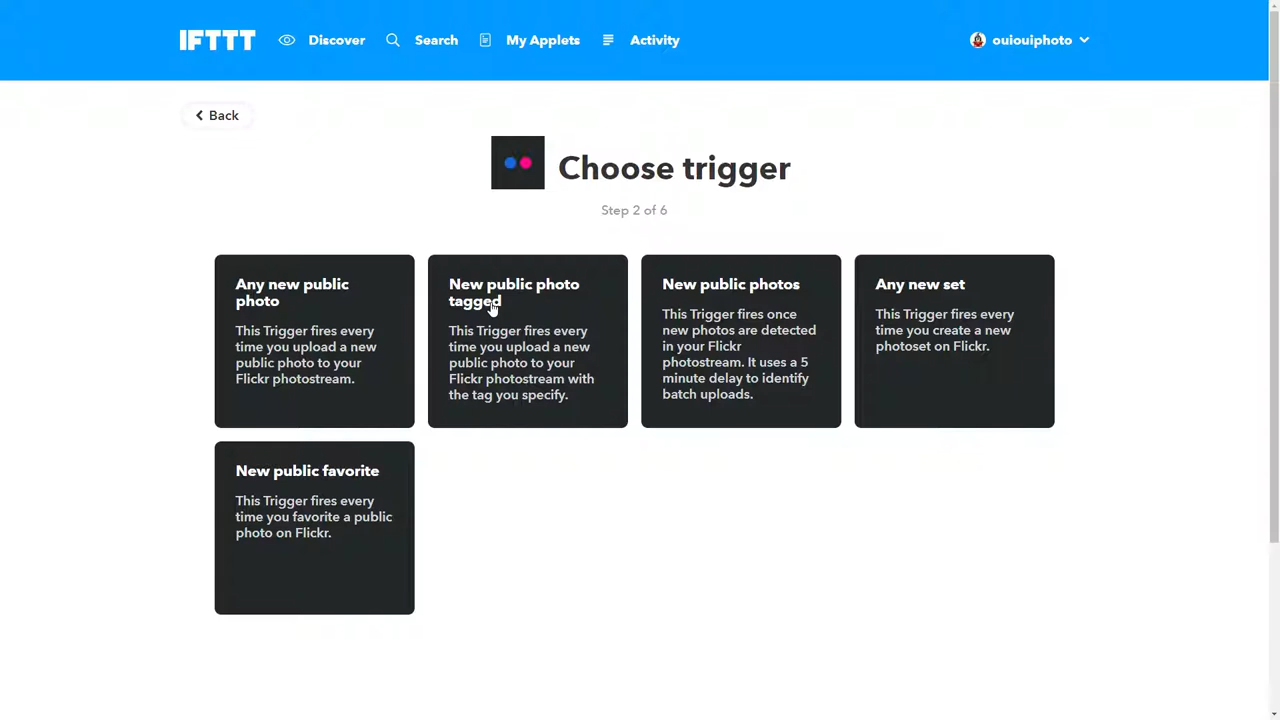 IFTTT Discover Search My Applets Activity ouiouiphoto
Back
Choose trigger
Step 2 of 6
Any new public
photo
This Trigger fires every
time you upload a new
public photo to your
Flickr photostream.
New public photo
tagged
This Trigger fires every
time you upload a new
public photo to your
Flickr photostream with
the tag you specify.
New public photos
This Trigger fires once
new photos are detected
in your Flickr
photostream. It uses a 5
minute delay to identify
batch uploads.
Any new set
This Trigger fires every
time you create a new
photoset on Flickr.
New public favorite
This Trigger fires every
time you favorite a public
photo on Flickr.